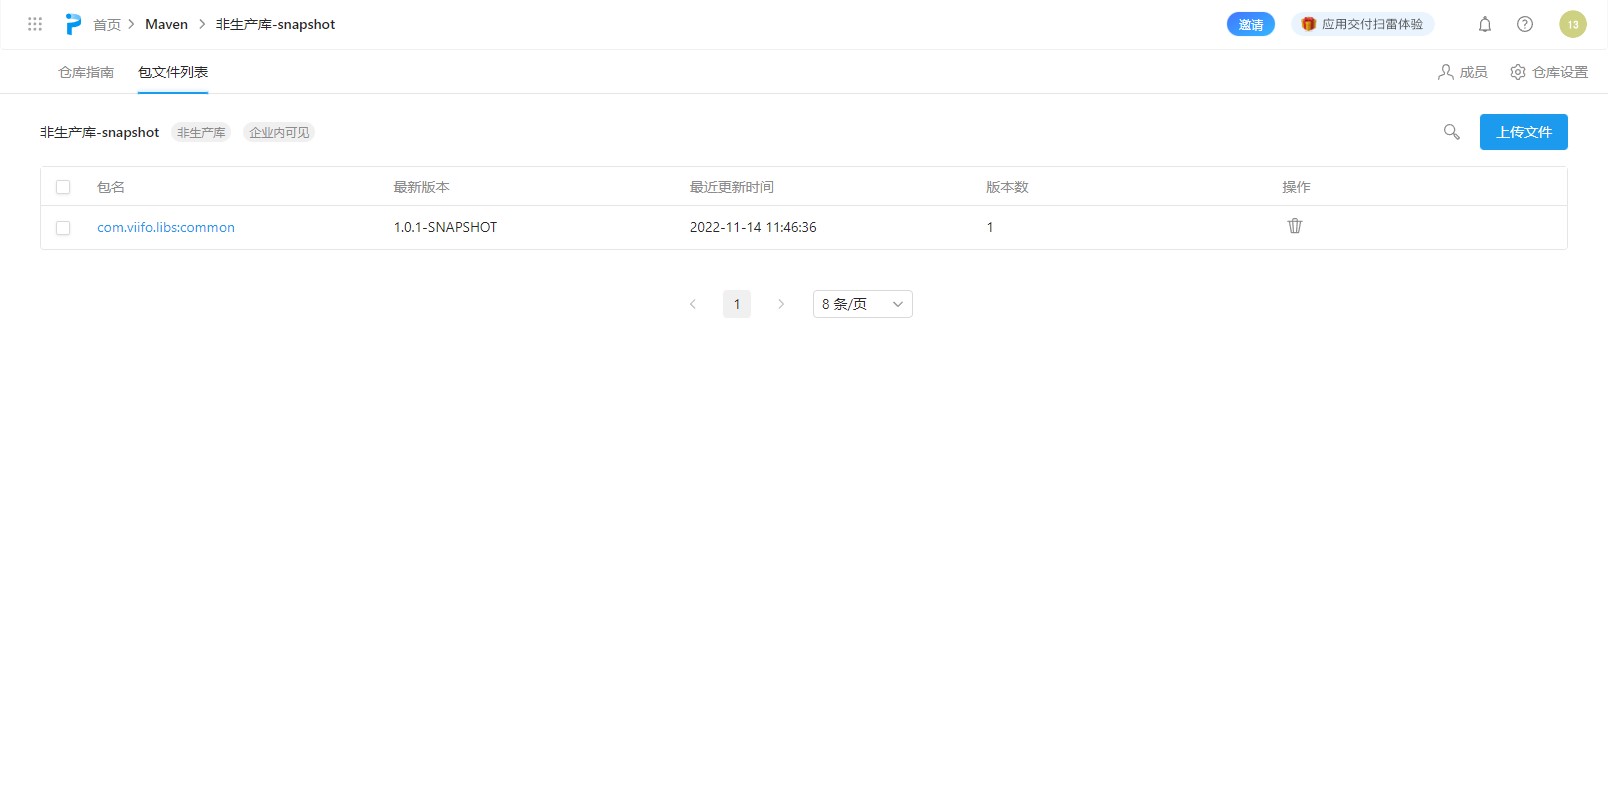 首页 > Maven > 非生产库-snapshot 邀请 应用交付扫雷体验 13
仓库指南 包文件列表 成员 仓库设置
非生产库-snapshot 非生产库 企业内可见 上传文件
包名 最新版本 最近更新时间 版本数 操作
com.viifo.libs:common 1.0.1-SNAPSHOT 2022-11-14 11:46:36 1
1 8 条/页